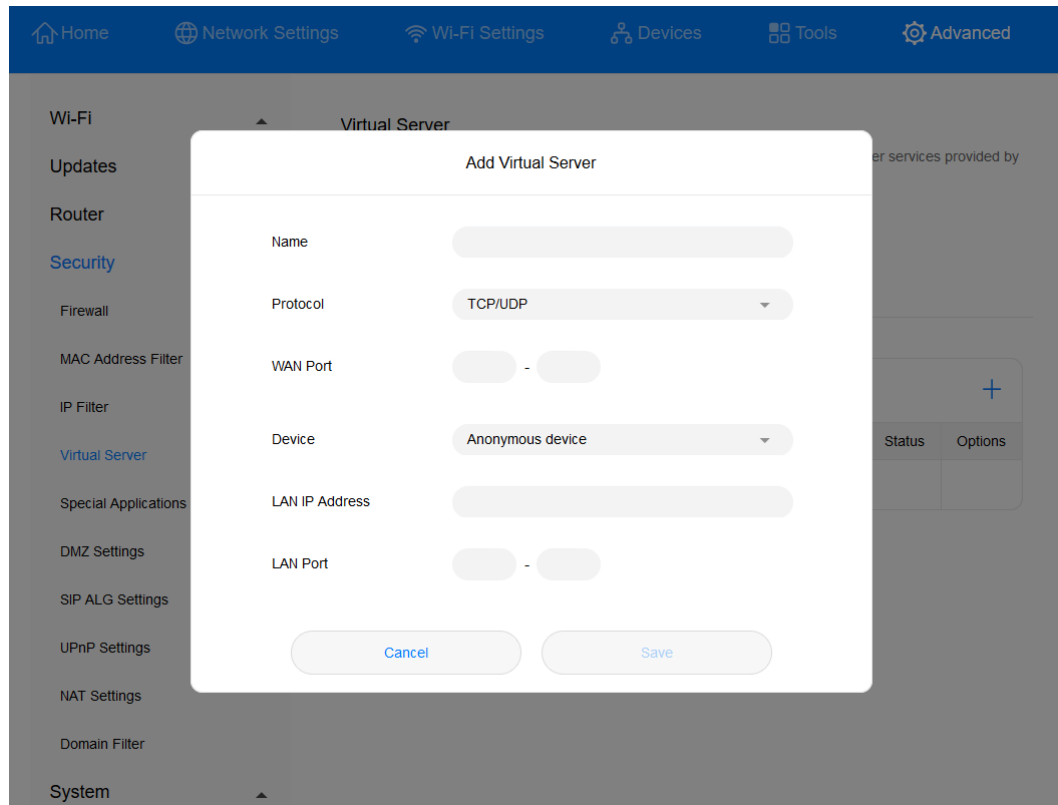 Home Network Settings Wi-Fi Settings Devices Tools Advanced
Wi-Fi
Updates
Router
Security
Firewall
MAC Address Filter
IP Filter
Virtual Server
Special Applications
DMZ Settings
SIP ALG Settings
UPnP Settings
NAT Settings
Domain Filter
System
Virtual Server
er services provided by
Status Options
Add Virtual Server
Name
Protocol TCP/UDP
WAN Port -
Device Anonymous device
LAN IP Address
LAN Port -
Cancel Save